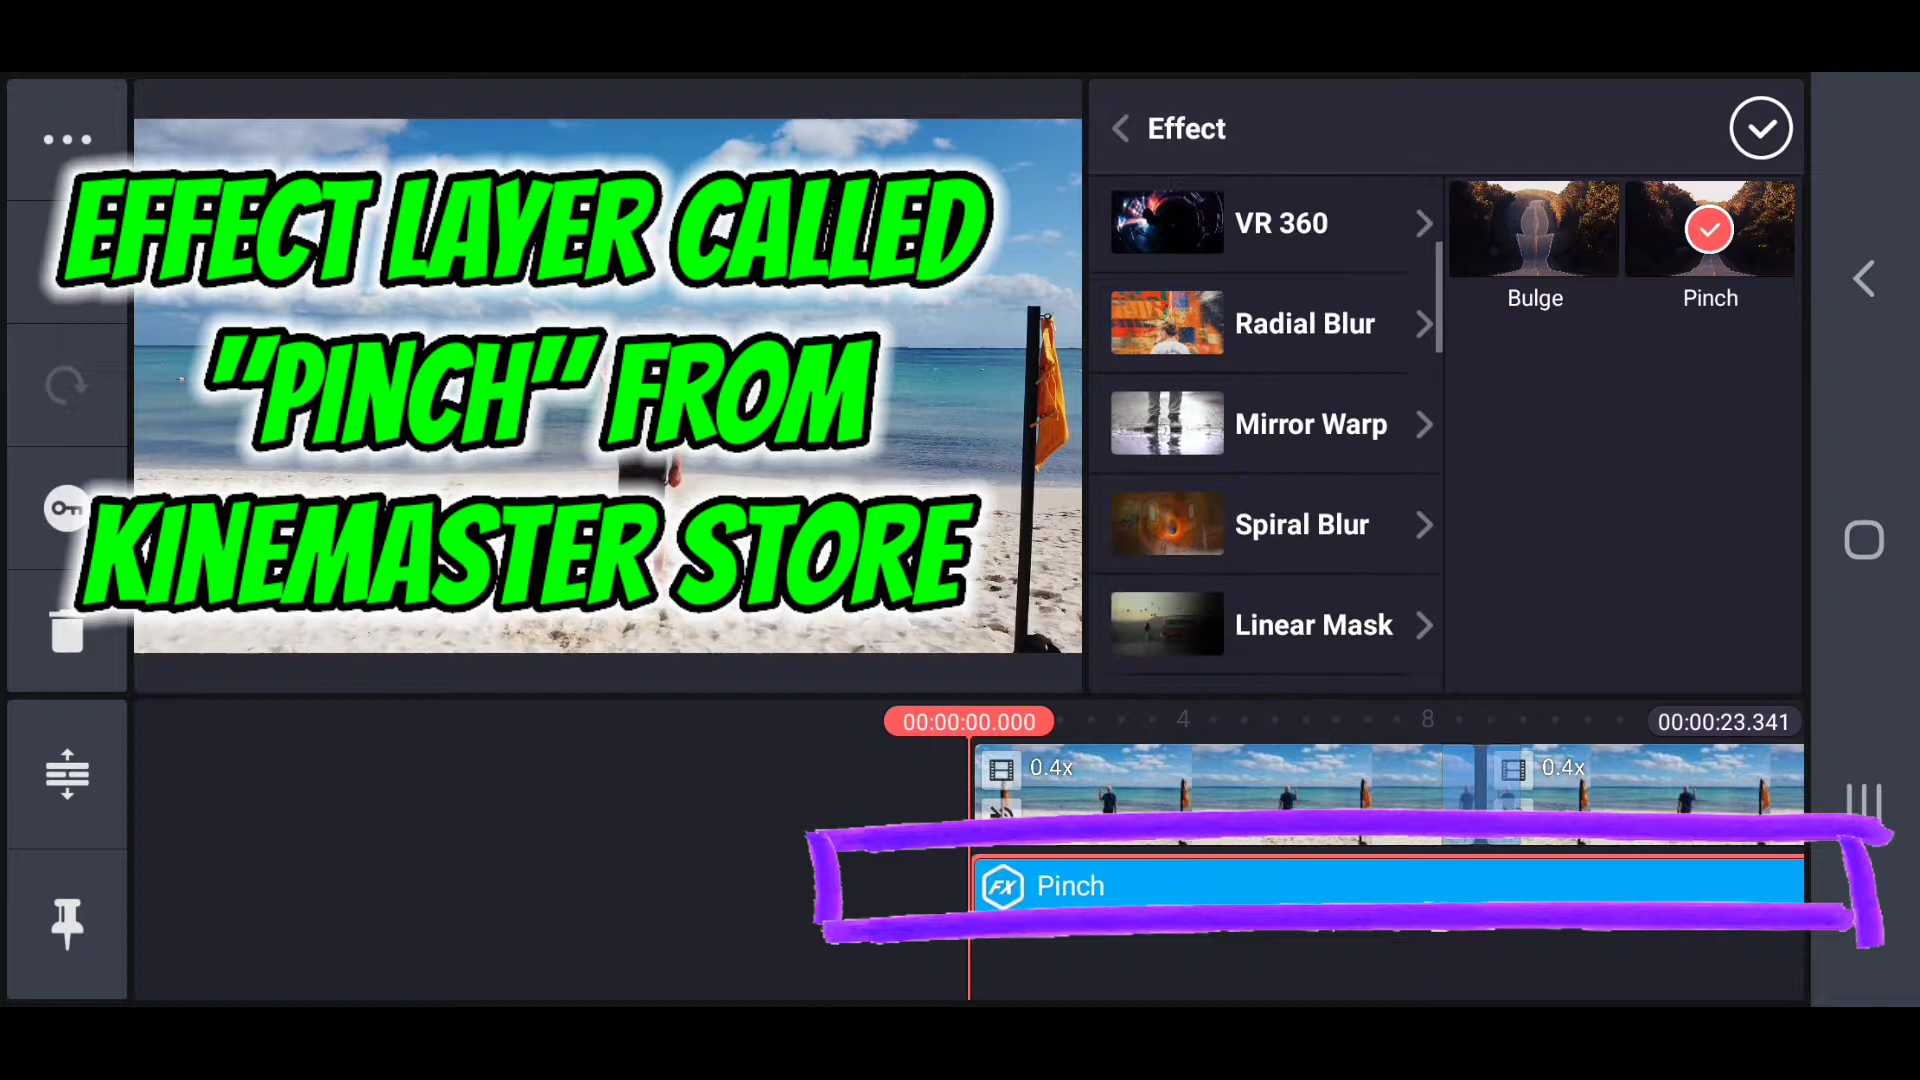 EFFECT LAYER CALLED
"PINCH" FROM
KINEMASTER STORE
Effect
VR 360
Radial Blur
Mirror Warp
Spiral Blur
Linear Mask
Bulge
Pinch
00:00:00.000
4
8
00:00:23.341
0.4x
0.4x
FX Pinch